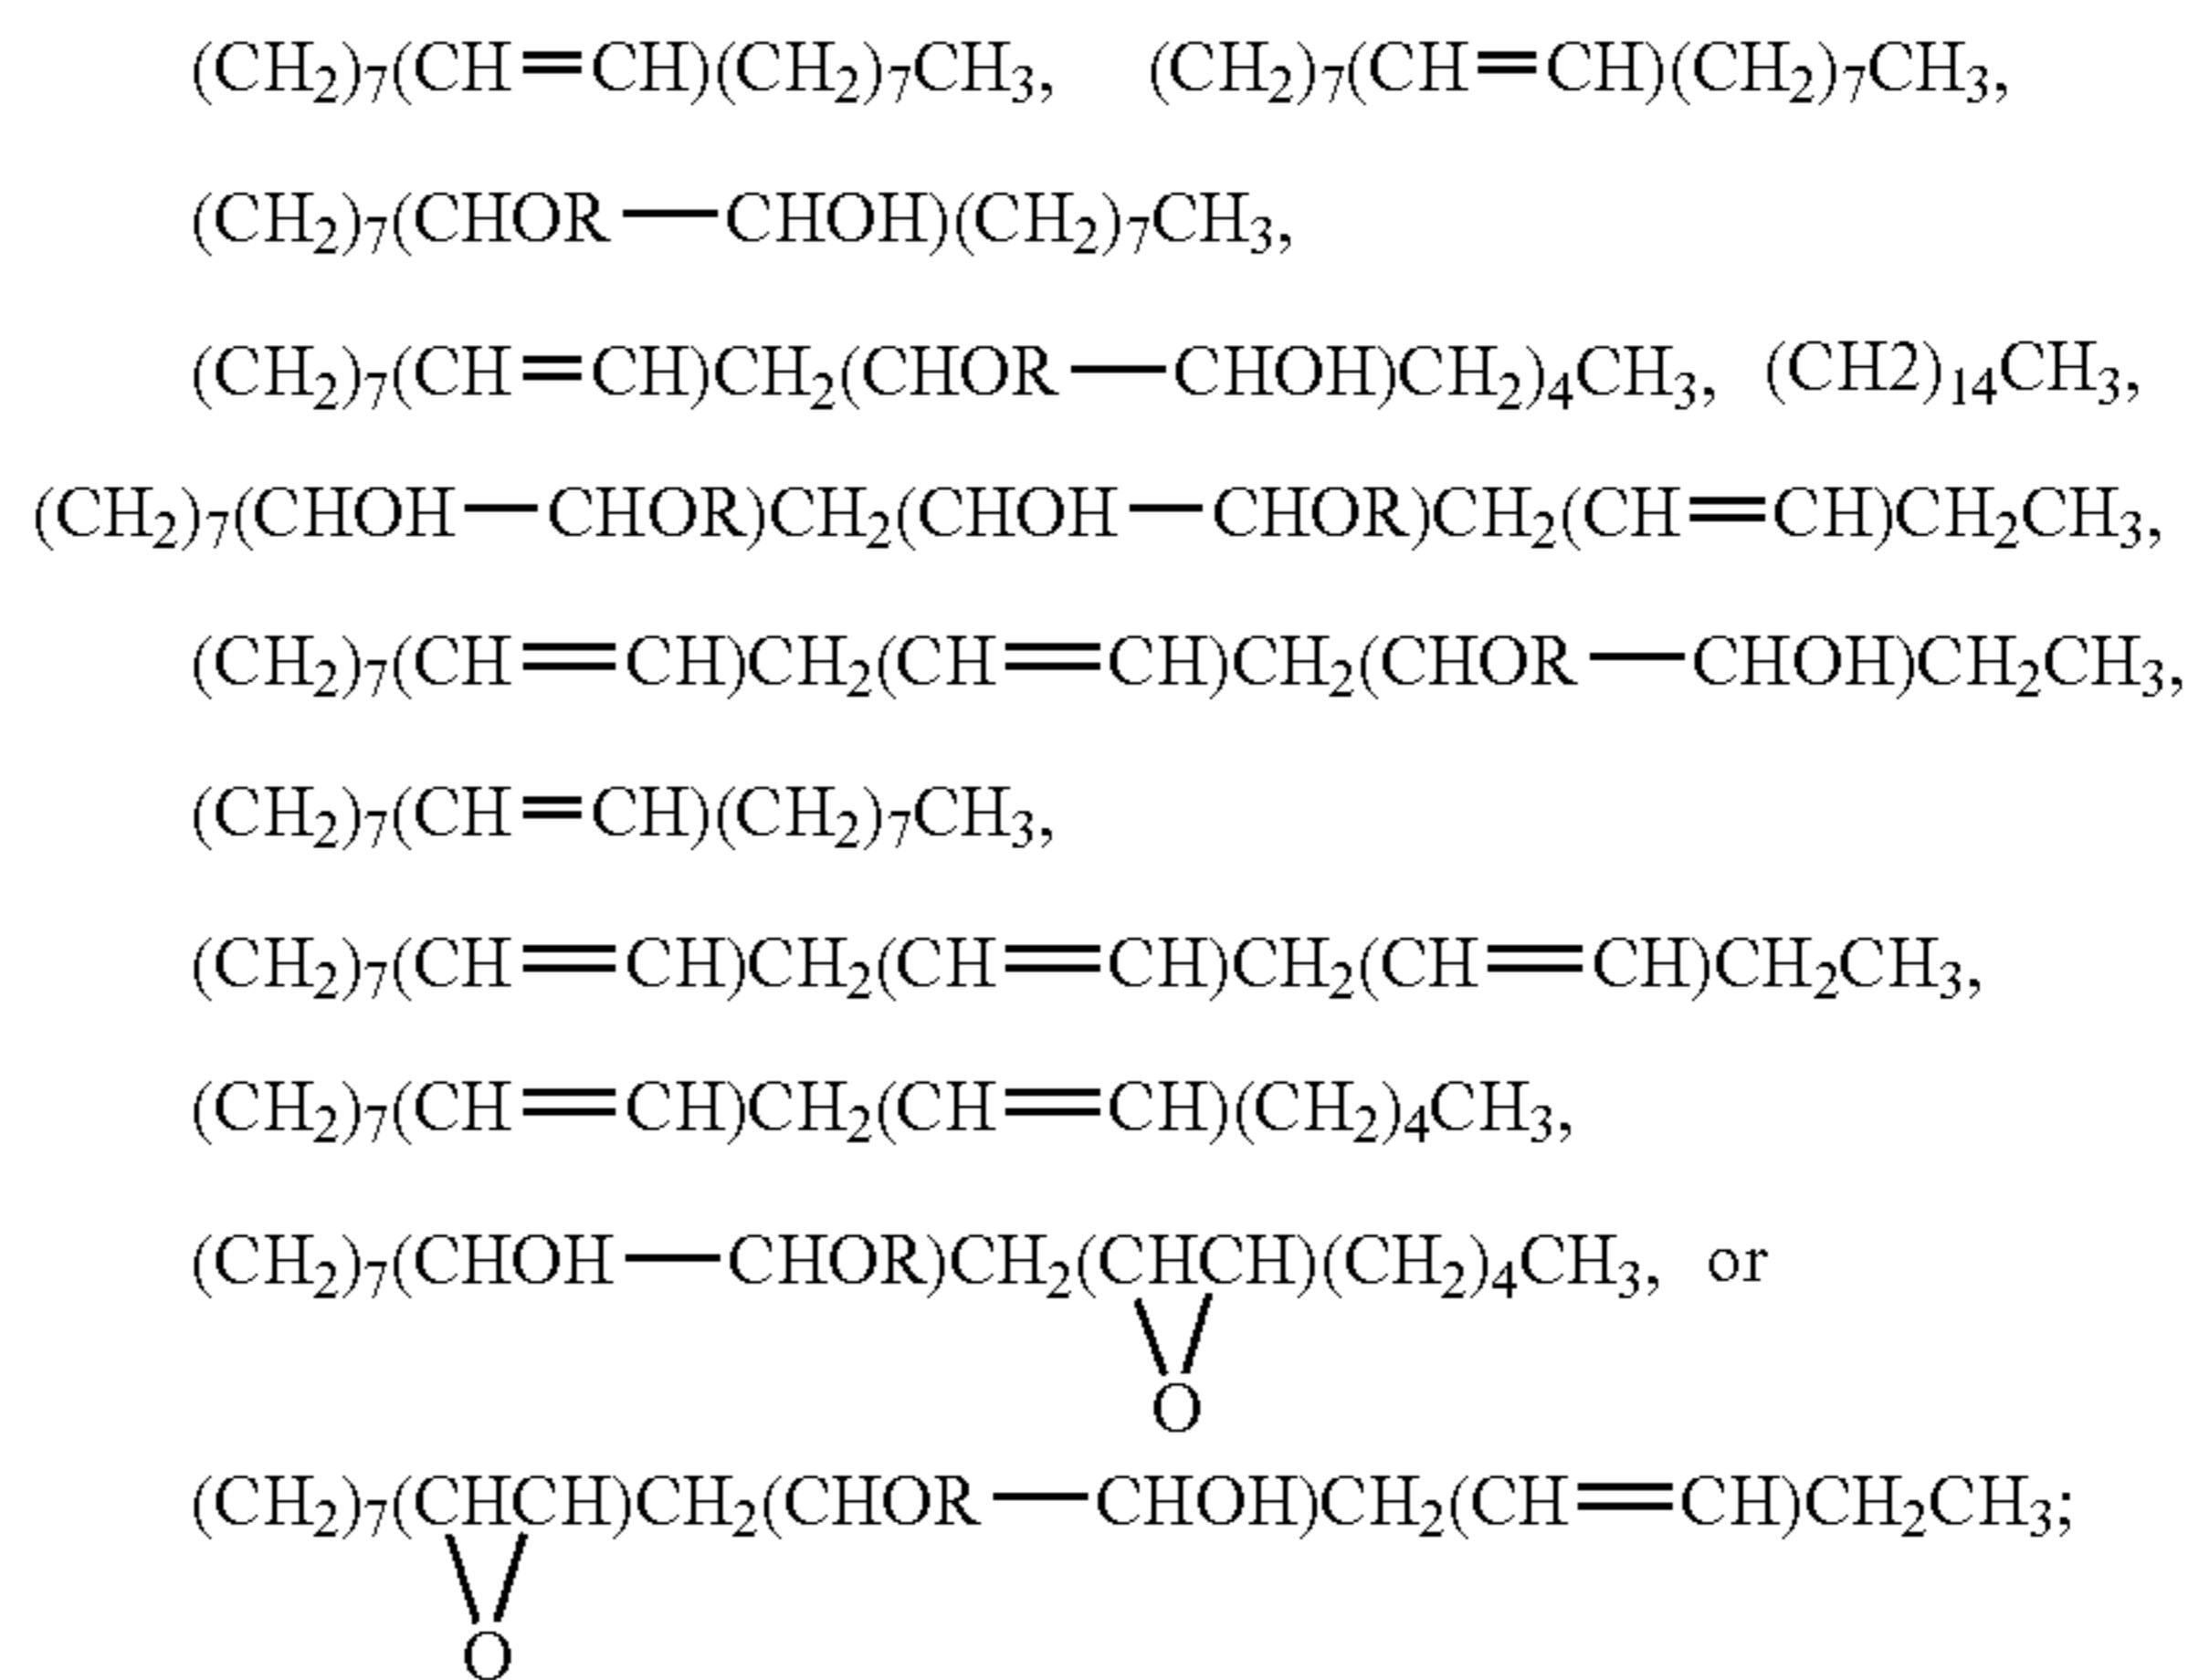 (CH₂)₇(CH=CH)(CH₂)₇CH₃, (CH₂)₇(CH=CH)(CH₂)₇CH₃,
(CH₂)₇(CHOR—CHOH)(CH₂)₇CH₃,
(CH₂)₇(CH=CH)CH₂(CHOR—CHOH)CH₂)₄CH₃, (CH2)₁₄CH₃,
(CH₂)₇(CHOH—CHOR)CH₂(CHOH—CHOR)CH₂(CH=CH)CH₂CH₃,
(CH₂)₇(CH=CH)CH₂(CH=CH)CH₂(CHOR—CHOH)CH₂CH₃,
(CH₂)₇(CH=CH)(CH₂)₇CH₃,
(CH₂)₇(CH=CH)CH₂(CH=CH)CH₂(CH=CH)CH₂CH₃,
(CH₂)₇(CH=CH)CH₂(CH=CH)(CH₂)₄CH₃,
(CH₂)₇(CHOH—CHOR)CH₂(CHCH)(CH₂)₄CH₃, or
O
(CH₂)₇(CHCH)CH₂(CHOR—CHOH)CH₂(CH=CH)CH₂CH₃;
O